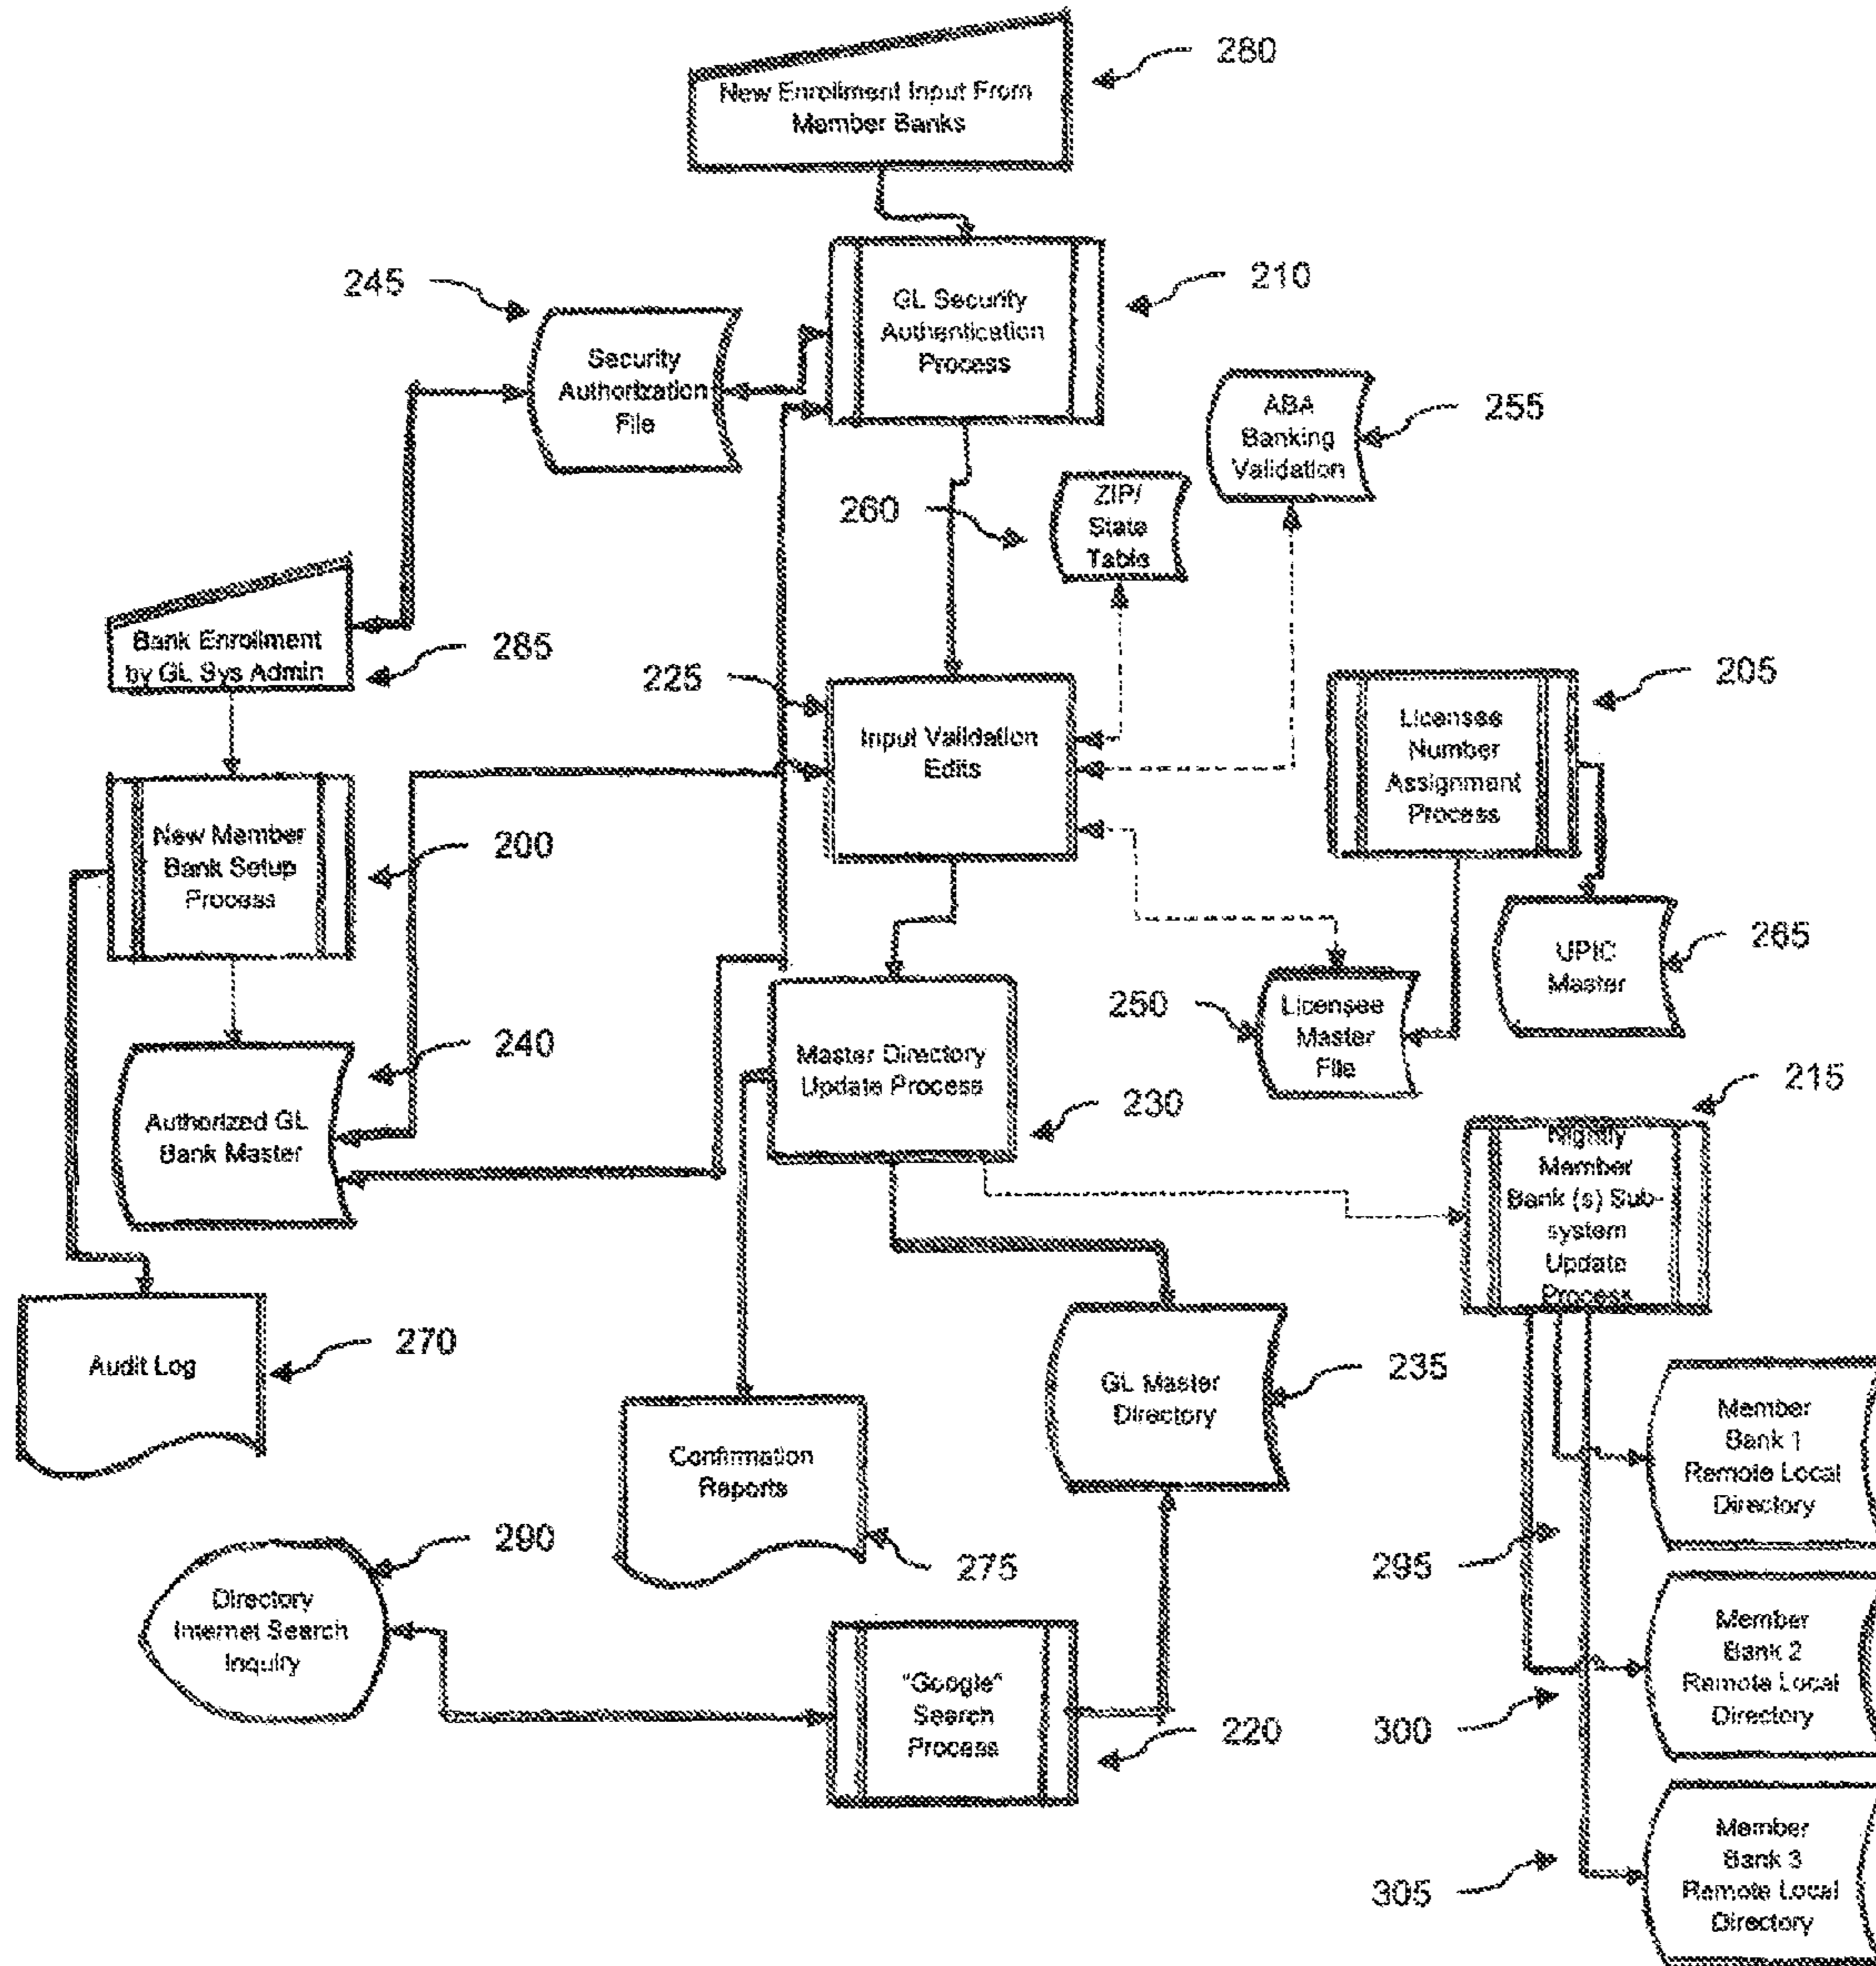 280
New Enrollment Input From
Member Banks
245
210
GL Security
Authentication
Process
Security
Authorization
File
255
ABA
Banking
Validation
260
ZIP/
State
Table
Bank Enrollment
by GL Sys Admin
285
225
Input Validation
Edits
205
Licensee
Number
Assignment
Process
New Member
Bank Setup
Process
200
265
UPIC
Master
250
Licensee
Master
File
240
Authorized GL
Bank Master
Master Directory
Update Process
230
215
Nightly
Member
Bank (s) Sub-
system
Update
Process
270
Audit Log
235
GL Master
Directory
Confirmation
Reports
275
Member
Bank 1
Remote Local
Directory
295
290
Directory
Internet Search
Inquiry
"Google"
Search
Process
220
Member
Bank 2
Remote Local
Directory
300
Member
Bank 3
Remote Local
Directory
305